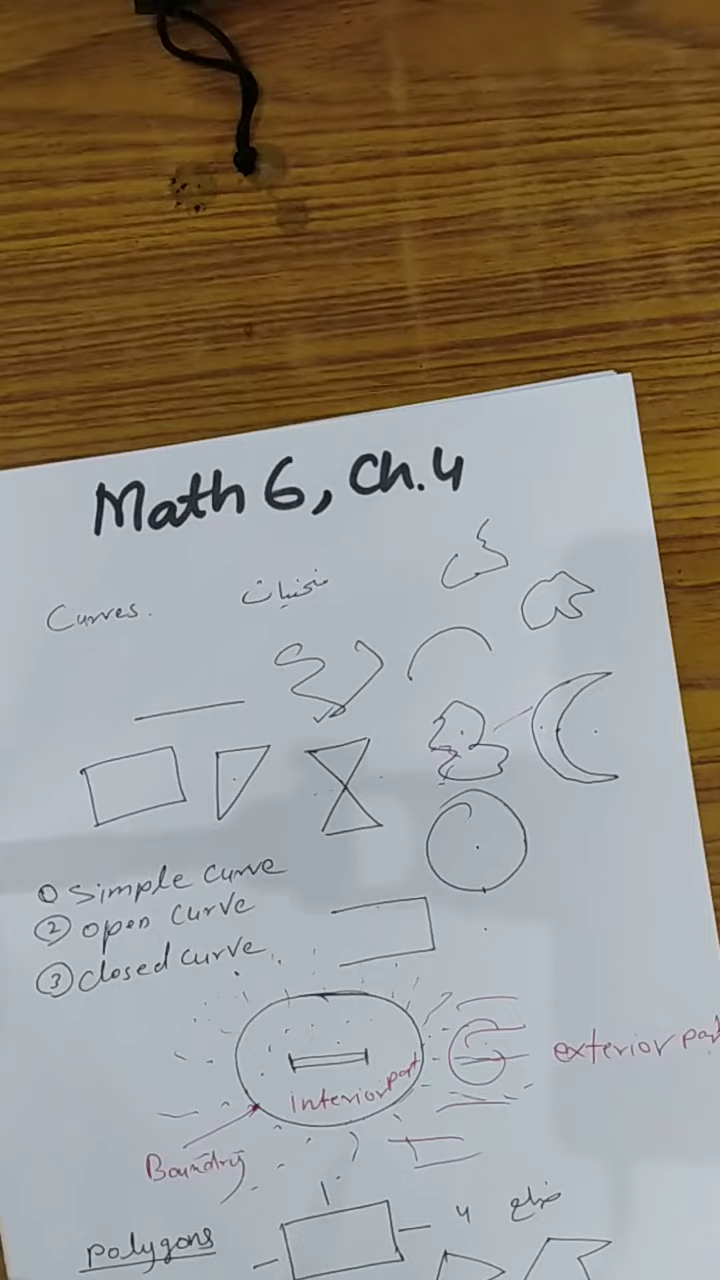 Math 6, Ch.4
Curves. منحنیات
① Simple curve
② open curve
③ closed curve
interior part
exterior par
Boundry
4 ضلع
Polygons